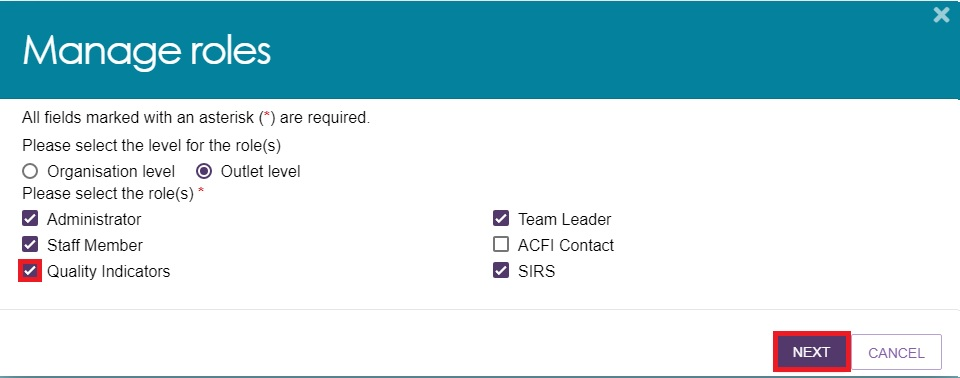 Manage roles
All fields marked with an asterisk (*) are required.
Please select the level for the role(s)
Organisation level Outlet level
Please select the role(s) *
Administrator Team Leader
Staff Member ACFI Contact
Quality Indicators SIRS
NEXT CANCEL